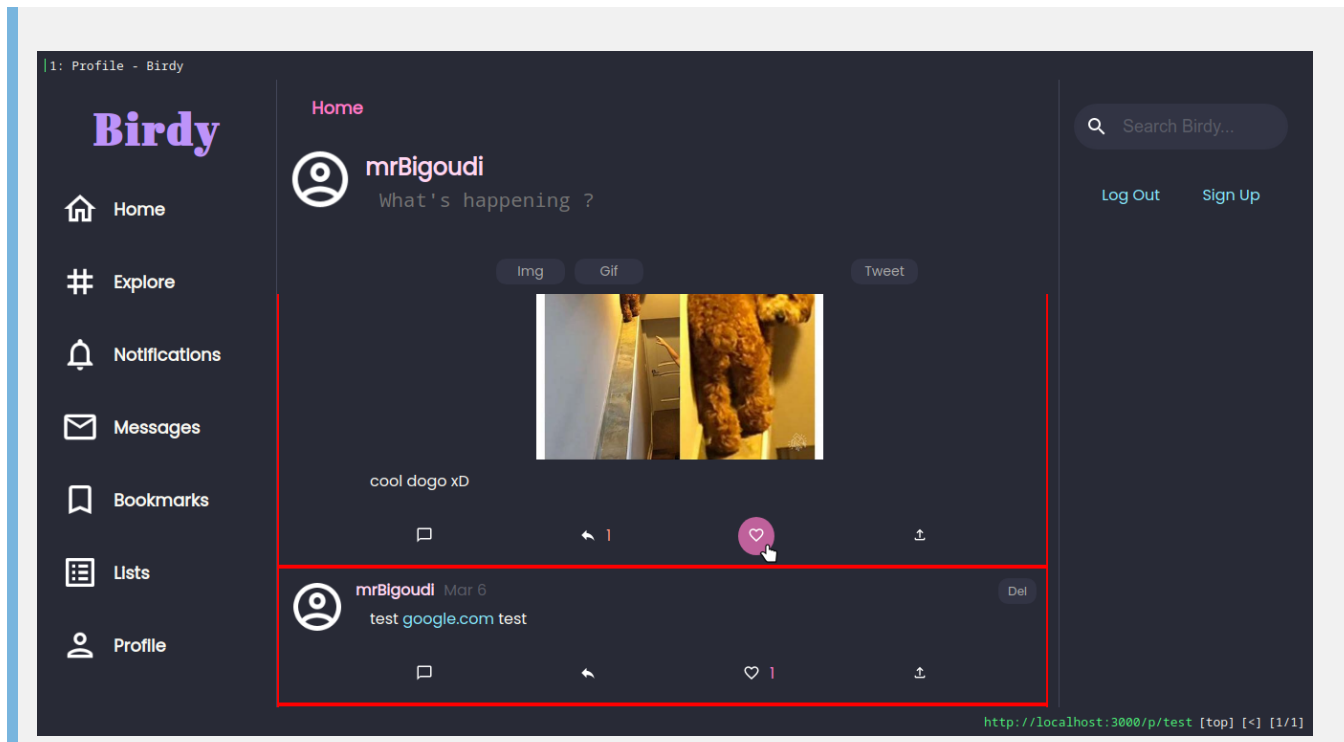 |1: Profile - Birdy
Birdy
Home
Explore
Notifications
Messages
Bookmarks
Lists
Profile
Home
mrBigoudi
What's happening ?
Img Gif Tweet
cool dogo xD
1
mrBigoudi Mar 6 Del
test google.com test
1
Search Birdy...
Log Out Sign Up
http://localhost:3000/p/test [top] [<] [1/1]